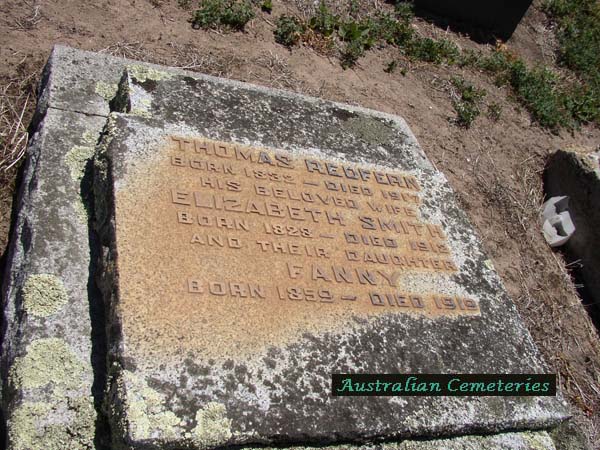 THOMAS REDFERN
BORN 1832 – DIED 1917
HIS BELOVED WIFE
ELIZABETH SMITH
BORN 1828 – DIED 1912
AND THEIR DAUGHTER
FANNY
BORN 1859 – DIED 1919
Australian Cemeteries